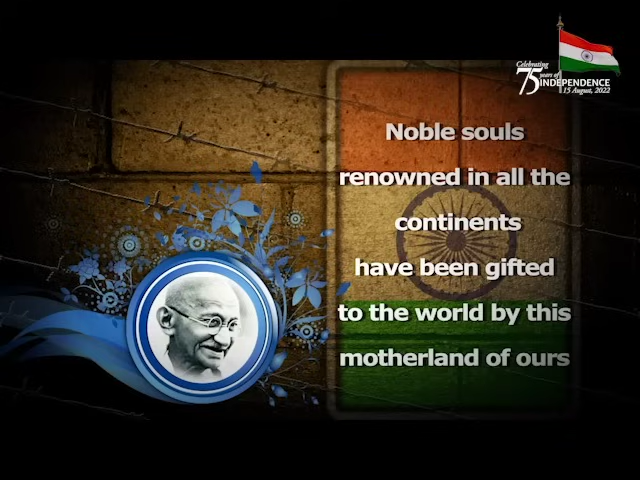 Celebrating
75 years of
INDEPENDENCE
15 August, 2022
Noble souls
renowned in all the
continents
have been gifted
to the world by this
motherland of ours